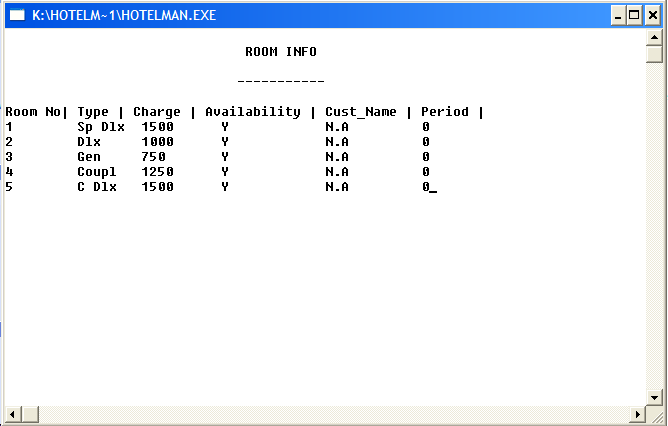 K:\HOTELM~1\HOTELMAN.EXE
ROOM INFO
-----------
Room No| Type | Charge | Availability | Cust_Name | Period |
1 Sp Dlx 1500 Y N.A 0
2 Dlx 1000 Y N.A 0
3 Gen 750 Y N.A 0
4 Coupl 1250 Y N.A 0
5 C Dlx 1500 Y N.A 0_